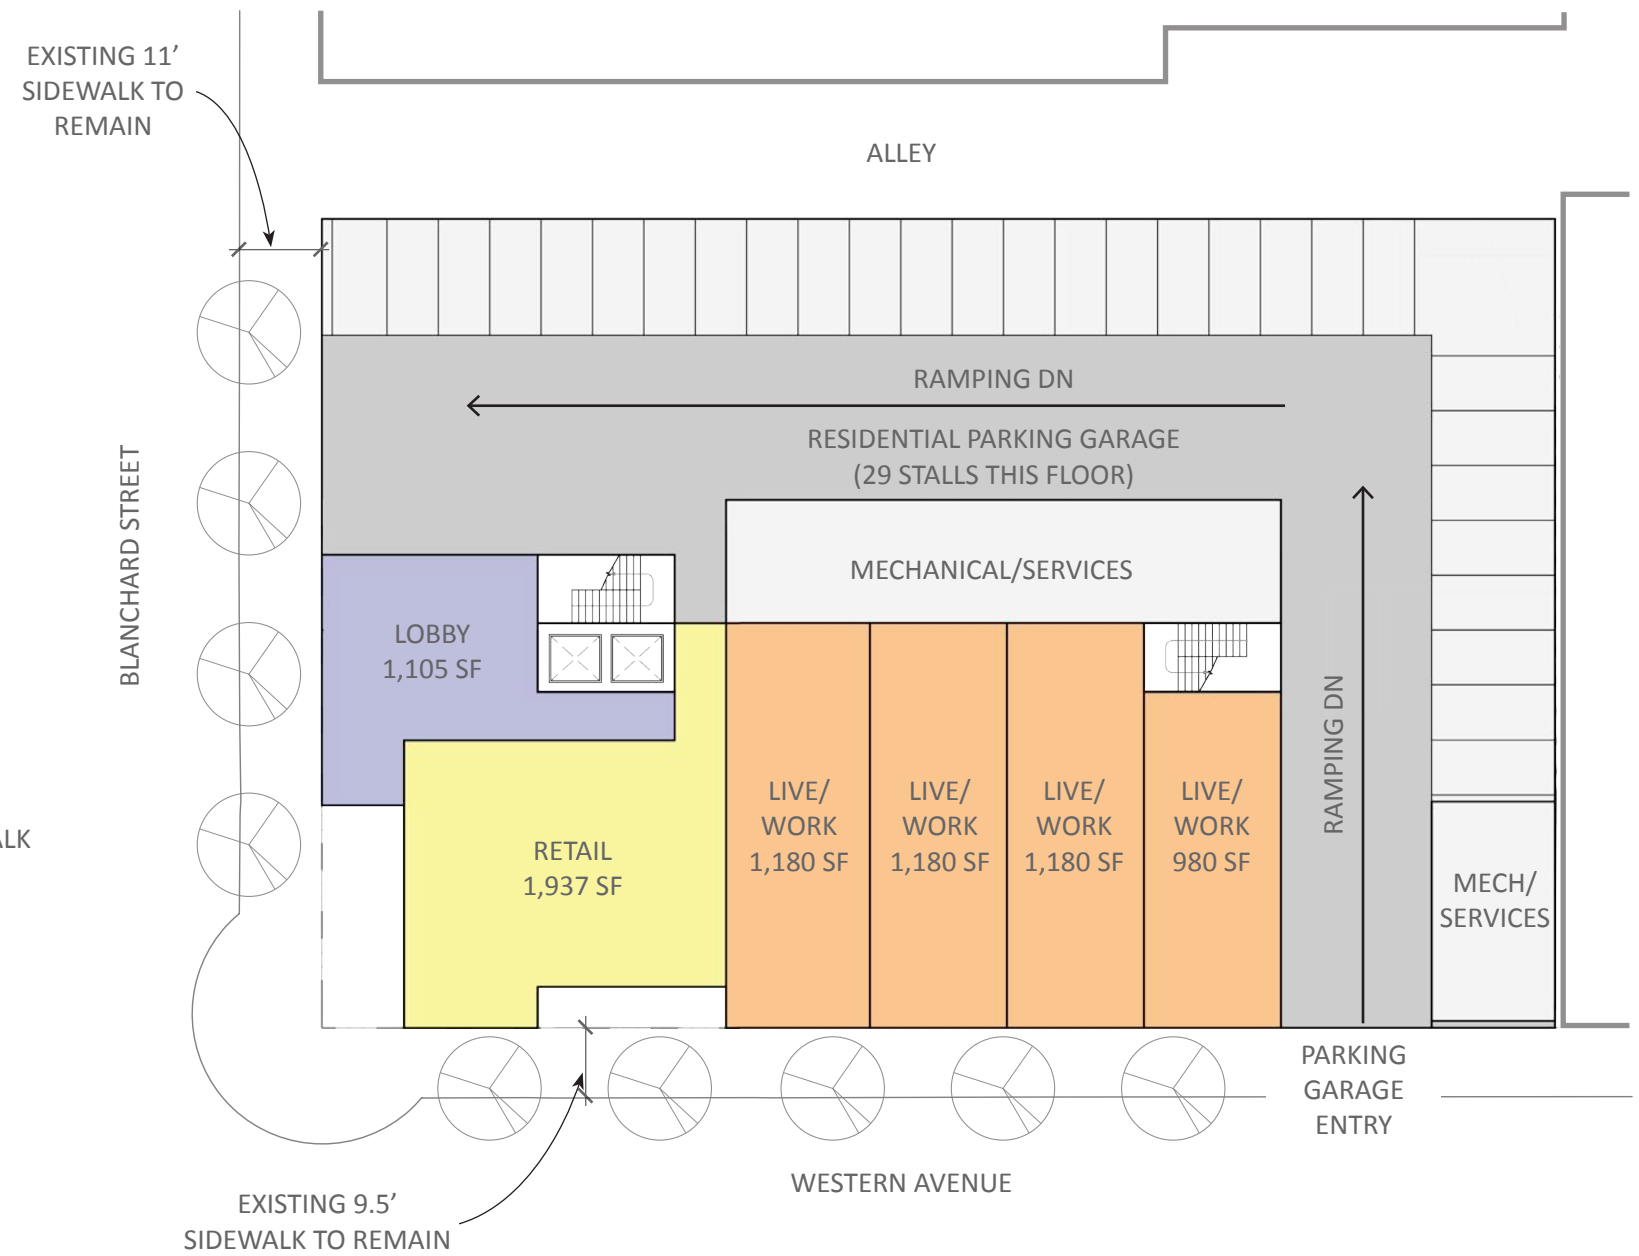 EXISTING 11’
SIDEWALK TO
REMAIN
ALLEY
RAMPING DN
RESIDENTIAL PARKING GARAGE
(29 STALLS THIS FLOOR)
BLANCHARD STREET
MECHANICAL/SERVICES
LOBBY
1,105 SF
RAMPING DN
LIVE/
WORK
1,180 SF
LIVE/
WORK
1,180 SF
LIVE/
WORK
1,180 SF
LIVE/
WORK
980 SF
ALK
RETAIL
1,937 SF
MECH/
SERVICES
PARKING
GARAGE
ENTRY
WESTERN AVENUE
EXISTING 9.5’
SIDEWALK TO REMAIN